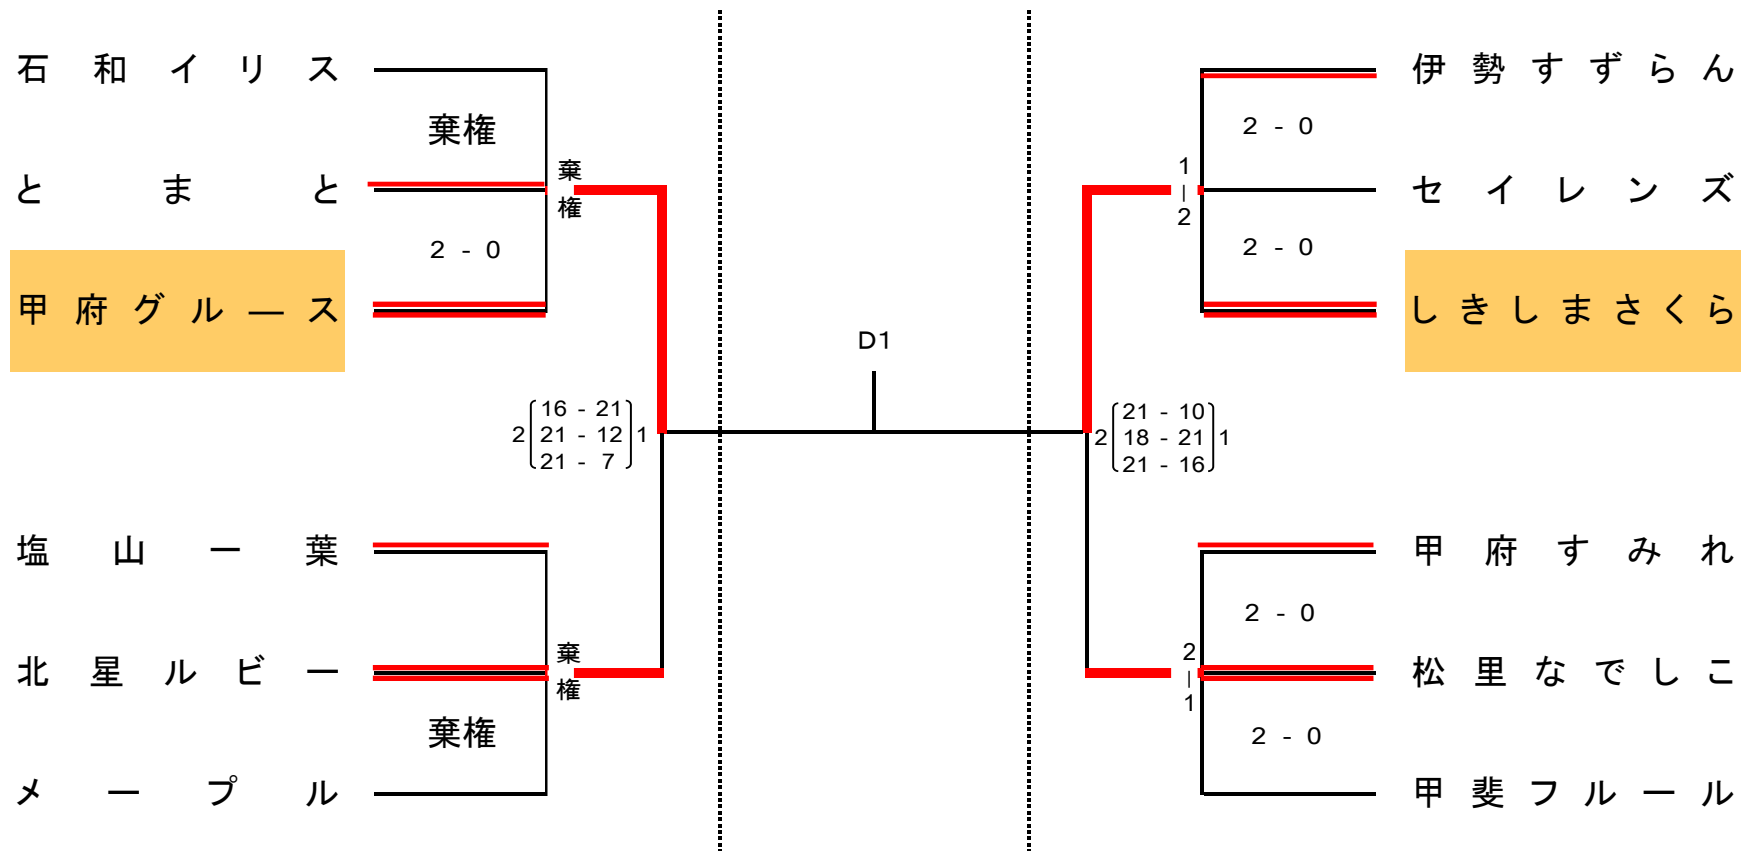 石和イリス
棄権
とまと
棄権
2 - 0
甲府グル―ス
2
16 - 21
21 - 12
21 - 7
1
塩山一葉
北星ルビー
棄権
棄権
メープル
D1
伊勢すずらん
2 - 0
1
|
2
セイレンズ
2 - 0
しきしまさくら
2
21 - 10
18 - 21
21 - 16
1
甲府すみれ
2 - 0
2
|
1
松里なでしこ
2 - 0
甲斐フルール